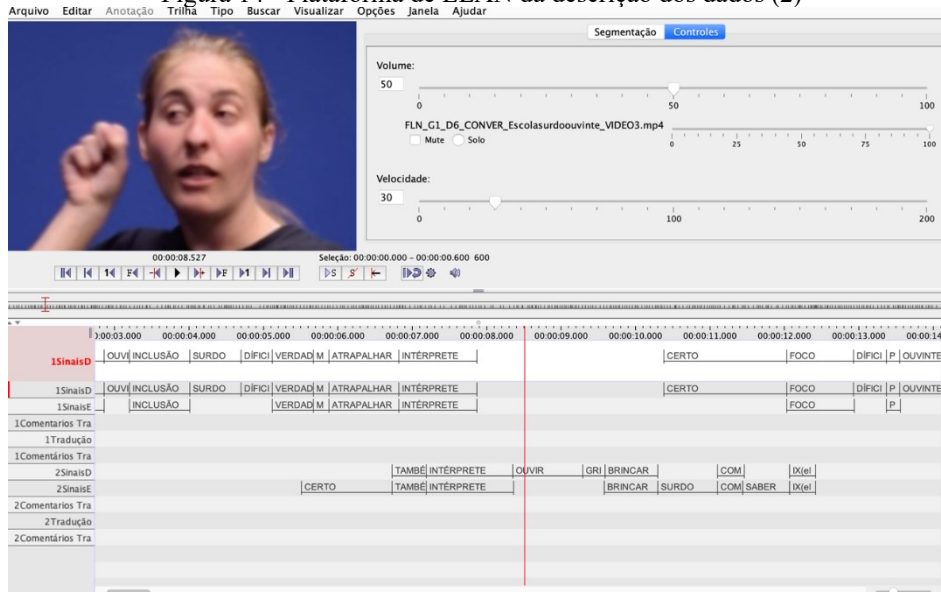 Figura 14 - Plataforma de ELAN da descrição dos dados (2)
Arquivo Editar Anotação Trilha Tipo Buscar Visualizar Opções Janela Ajudar
Segmentação Controles
Volume:
50
0 50 100
FLN_G1_D6_CONVER_Escolasurdoouvinte_VIDEO3.mp4
Mute Solo
0 25 50 75 100
Velocidade:
30
0 100 200
00:00:08.527
Seleção: 00:00:00.000 - 00:00:00.600 600
00:00:04.000 00:00:05.000 00:00:06.000 00:00:07.000 00:00:08.000 00:00:09.000 00:00:10.000 00:00:11.000 00:00:12.000 00:00:13.000 00:00:14
1SinaisD OUVI INCLUSÃO SURDO DÍFICI VERDAD M ATRAPALHAR INTÉRPRETE CERTO FOCO DÍFICI P OUVINTE
1SinaisD OUVI INCLUSÃO SURDO DÍFICI VERDAD M ATRAPALHAR INTÉRPRETE CERTO FOCO DÍFICI P OUVINTE
1SinaisE INCLUSÃO VERDAD M ATRAPALHAR INTÉRPRETE FOCO P
1Comentarios Tra
1Tradução
1Comentários Tra
2SinaisD TAMBÉ INTÉRPRETE OUVIR GRI BRINCAR COM IX(el
2SinaisE CERTO TAMBÉ INTÉRPRETE BRINCAR SURDO COM SABER IX(el
2Comentarios Tra
2Tradução
2Comentários Tra